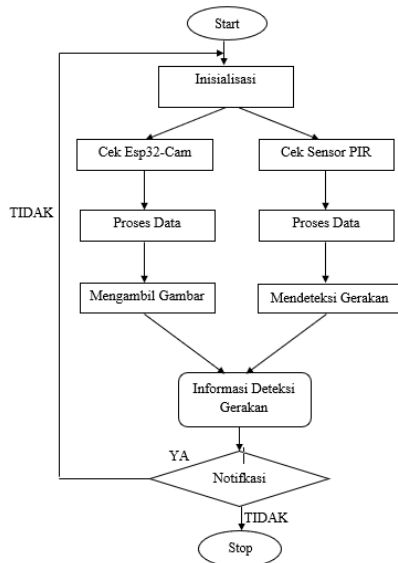 Start
Inisialisasi
Cek Esp32-Cam
Cek Sensor PIR
TIDAK
Proses Data
Proses Data
Mengambil Gambar
Mendeteksi Gerakan
Informasi Deteksi
Gerakan
YA
Notifkasi
TIDAK
Stop